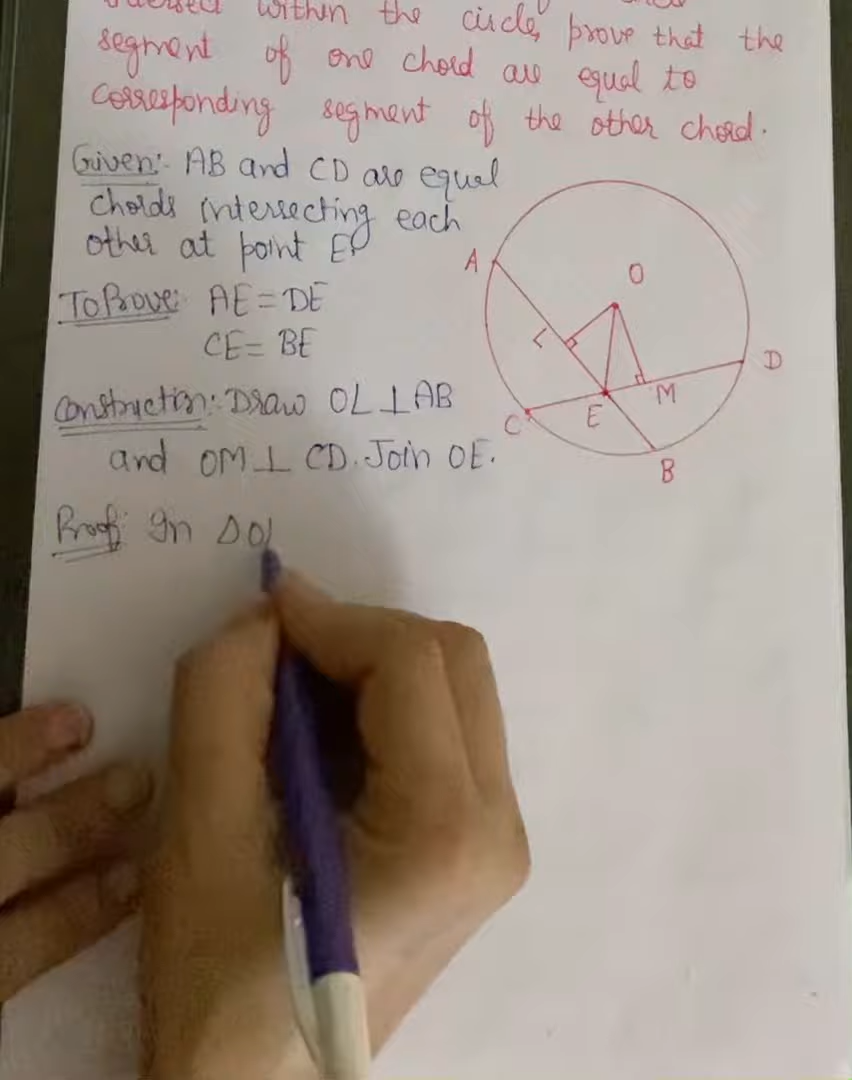 within the circle, prove that the
segment of one chord are equal to
corresponding segment of the other chord.
Given:- AB and CD are equal
chords intersecting each
other at point E
To Prove: AE = DE
CE = BE
Construction: Draw OL ⊥ AB
and OM ⊥ CD. Join OE.
Proof: In Δ OL
A
O
L
D
M
C
E
B